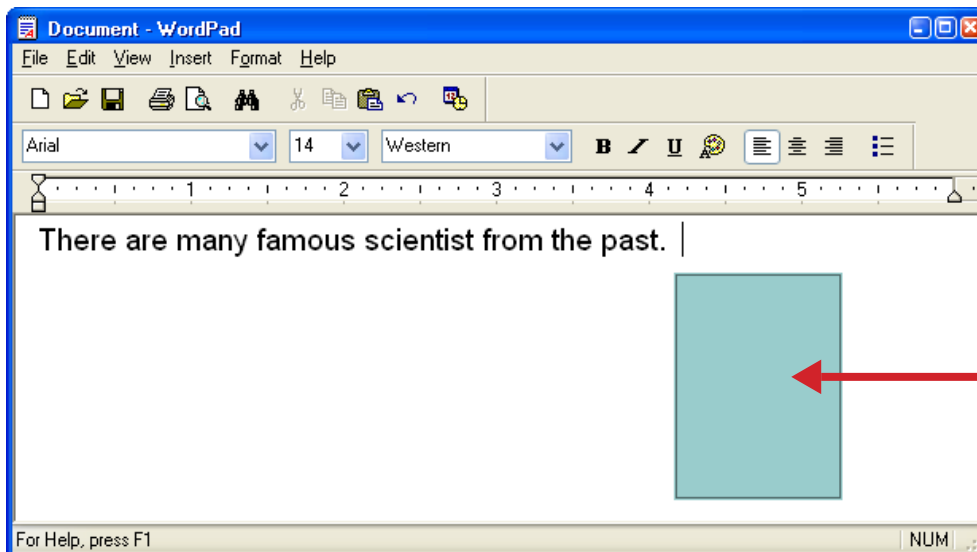 Document - WordPad
File Edit View Insert Format Help
Arial 14 Western B I U
1 2 3 4 5
There are many famous scientist from the past.
For Help, press F1 NUM